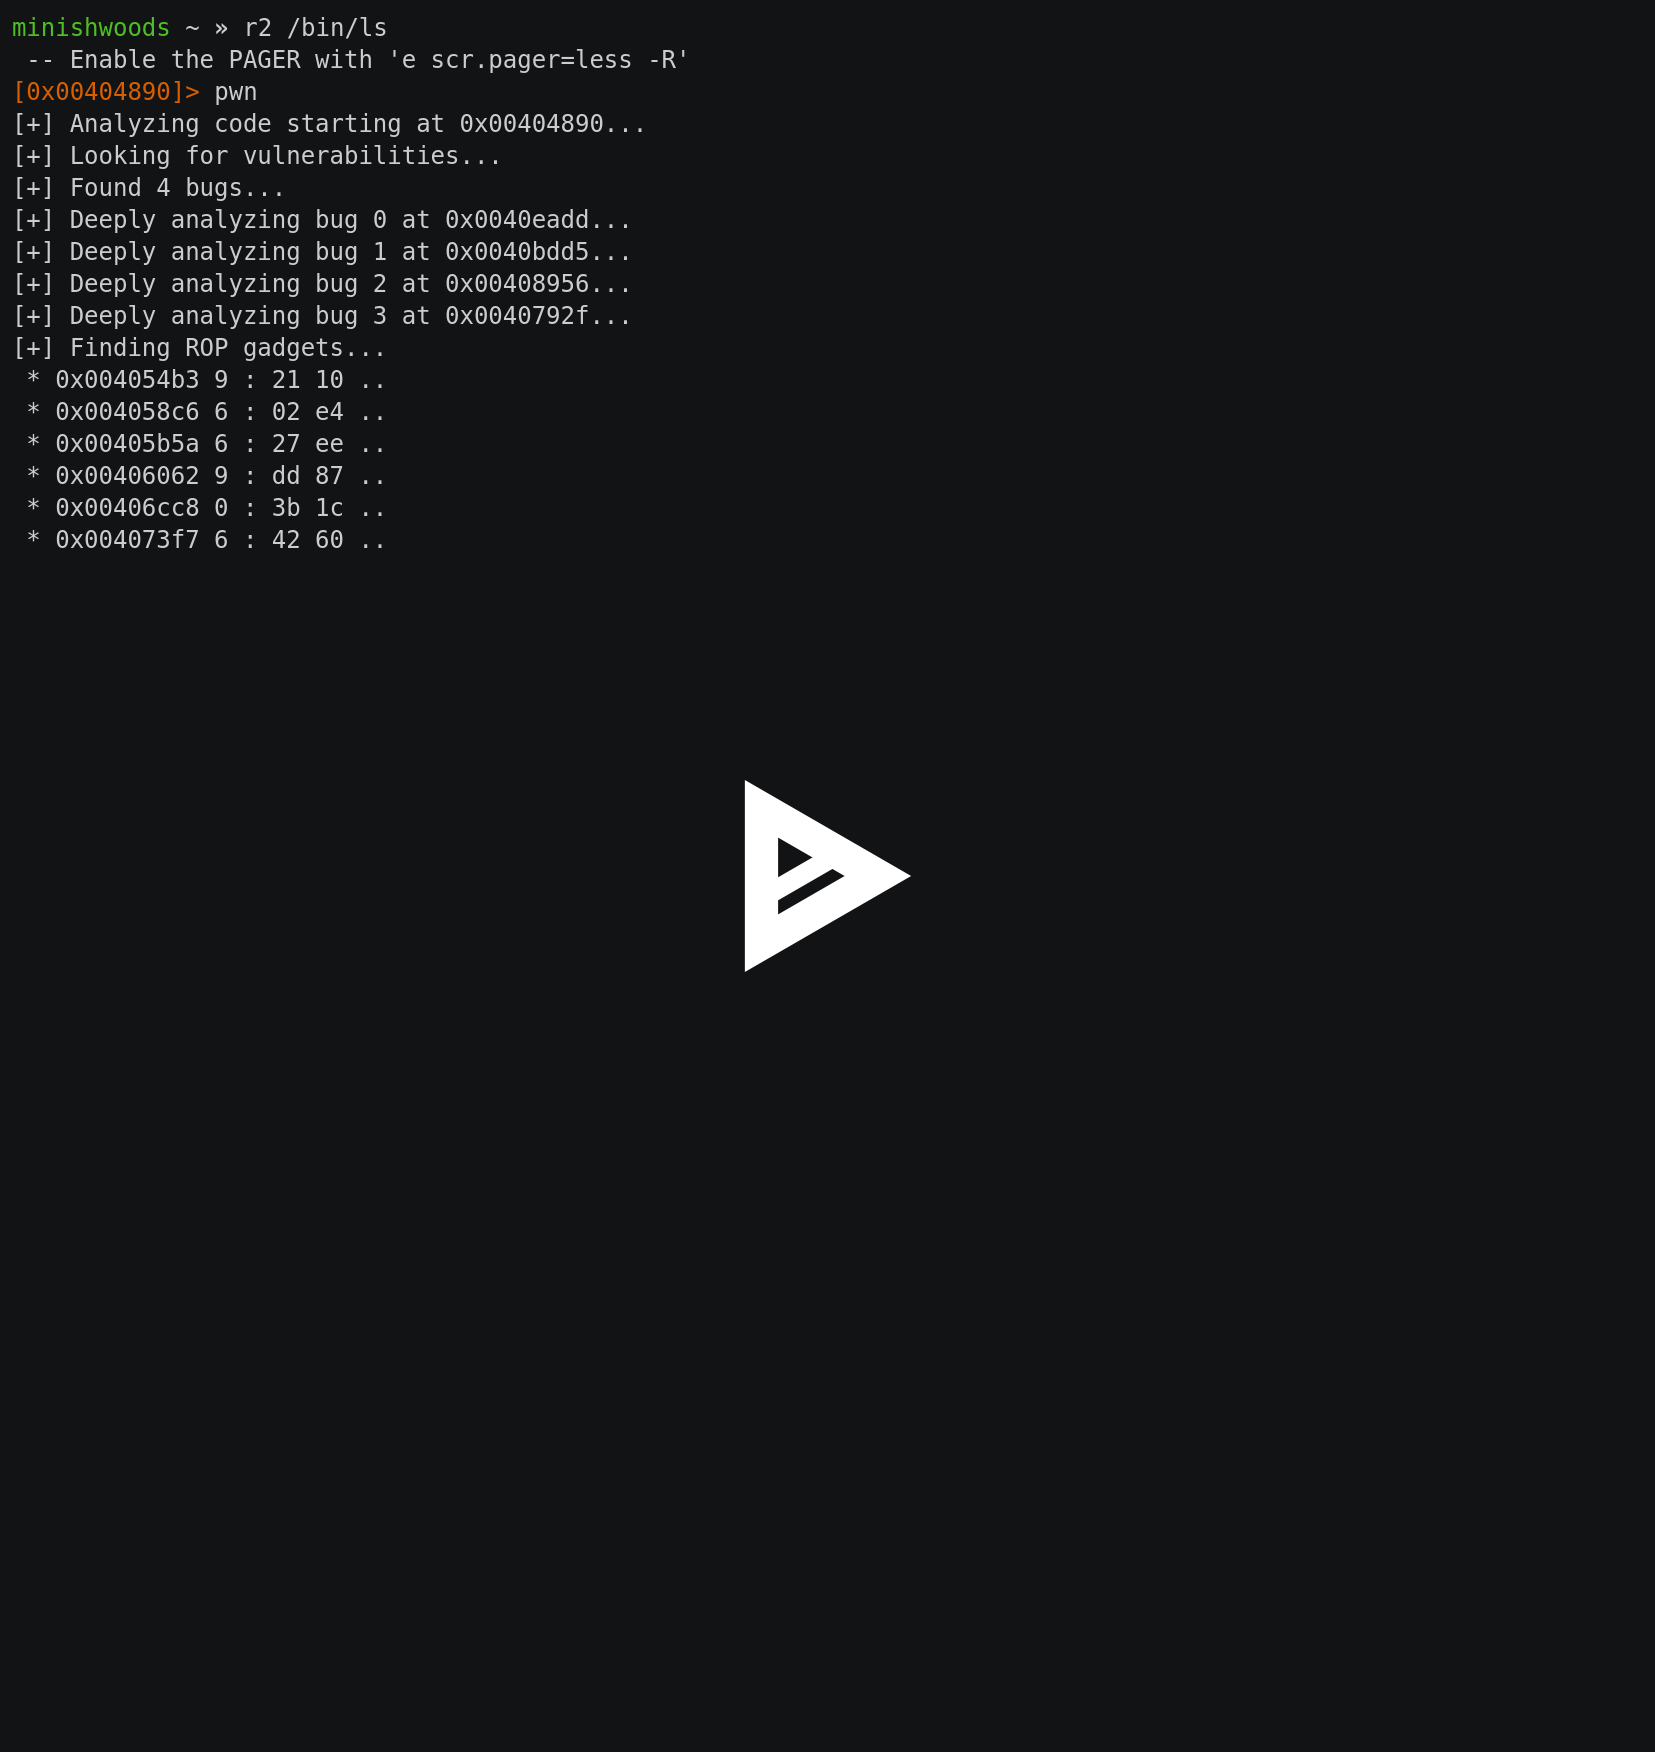 minishwoods ~ » r2 /bin/ls
 -- Enable the PAGER with 'e scr.pager=less -R'
[0x00404890]> pwn
[+] Analyzing code starting at 0x00404890...
[+] Looking for vulnerabilities...
[+] Found 4 bugs...
[+] Deeply analyzing bug 0 at 0x0040eadd...
[+] Deeply analyzing bug 1 at 0x0040bdd5...
[+] Deeply analyzing bug 2 at 0x00408956...
[+] Deeply analyzing bug 3 at 0x0040792f...
[+] Finding ROP gadgets...
 * 0x004054b3 9 : 21 10 ..
 * 0x004058c6 6 : 02 e4 ..
 * 0x00405b5a 6 : 27 ee ..
 * 0x00406062 9 : dd 87 ..
 * 0x00406cc8 0 : 3b 1c ..
 * 0x004073f7 6 : 42 60 ..